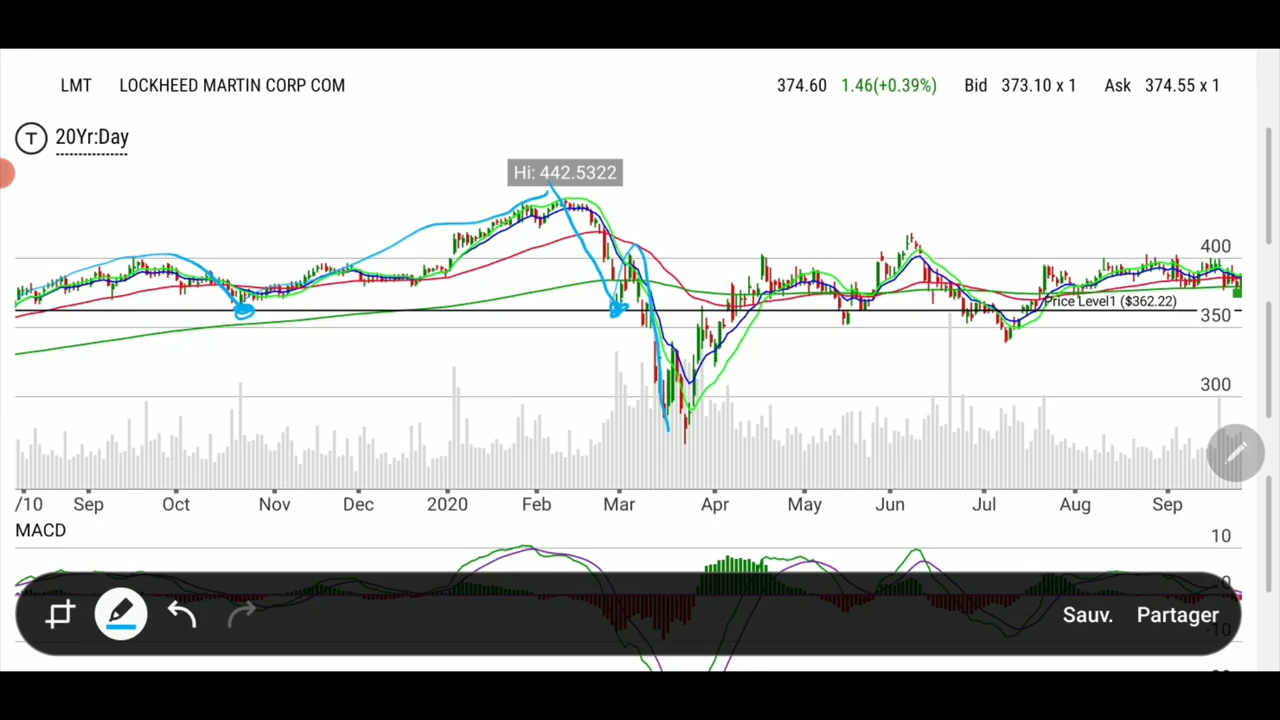 LMT LOCKHEED MARTIN CORP COM 374.60 1.46(+0.39%) Bid 373.10 x 1 Ask 374.55 x 1
T 20Yr:Day
Hi: 442.5322
400
Price Level1 ($362.22)
350
300
/10 Sep Oct Nov Dec 2020 Feb Mar Apr May Jun Jul Aug Sep
MACD
10
0
Sauv. Partager
-10